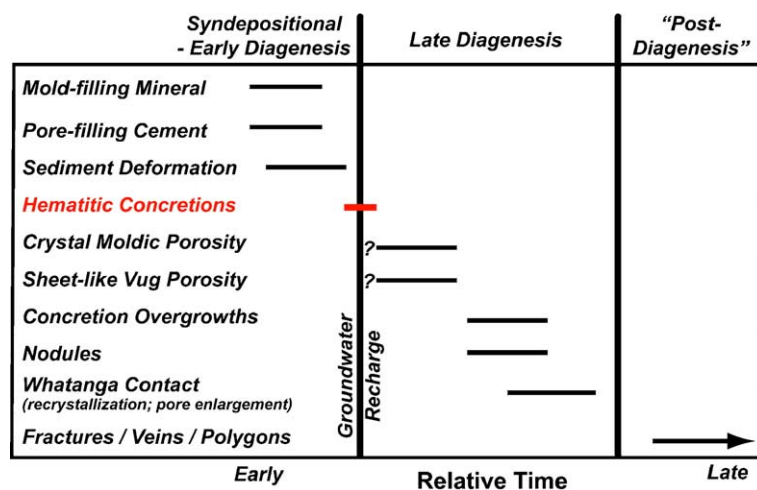 Syndepositional
- Early Diagenesis
Late Diagenesis
“Post-
Diagenesis”
Mold-filling Mineral
Pore-filling Cement
Sediment Deformation
Hematitic Concretions
Crystal Moldic Porosity
?
Sheet-like Vug Porosity
?
Concretion Overgrowths
Nodules
Whatanga Contact
(recrystallization; pore enlargement)
Fractures / Veins / Polygons
Groundwater
Recharge
Early
Relative Time
Late